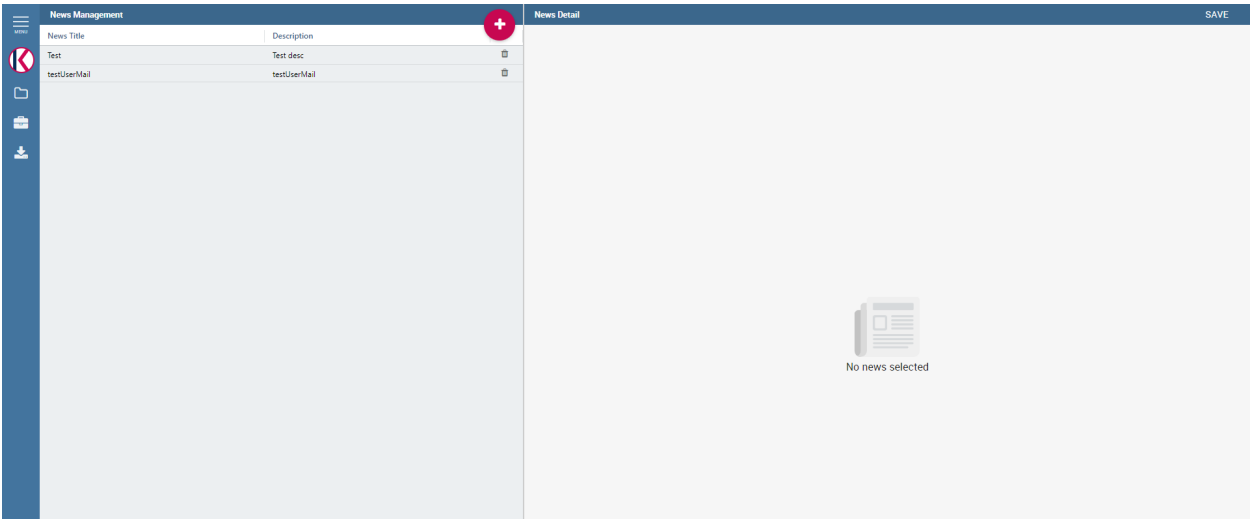 MENU
News Management
News Title Description
Test Test desc
testUserMail testUserMail
News Detail SAVE
No news selected